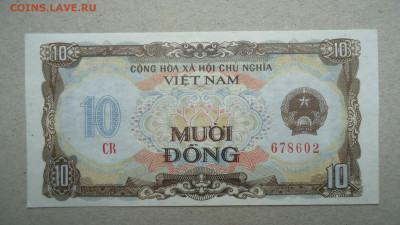 COINS.LAVE.RU
10 10
CỘNG HÒA XÃ HỘI CHỦ NGHĨA
VIỆT NAM
10
MƯỜI
ĐỒNG
CR 678602
10 10